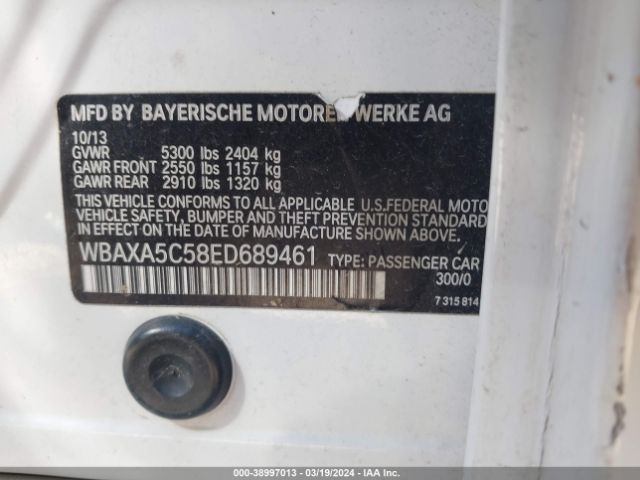 MFD BY BAYERISCHE MOTORE WERKE AG
10/13
GVWR 5300 lbs 2404 kg
GAWR FRONT 2550 lbs 1157 kg
GAWR REAR 2910 lbs 1320 kg
THIS VEHICLE CONFORMS TO ALL APPLICABLE U.S.FEDERAL MOTO
VEHICLE SAFETY, BUMPER AND THEFT PREVENTION STANDARDS
IN EFFECT ON THE DATE OF MANUFACTURE SHOWN ABOVE.
WBAXA5C58ED689461 TYPE: PASSENGER CAR
300/0
7 315 814
000-38997013 - 03/19/2024 - IAA Inc.